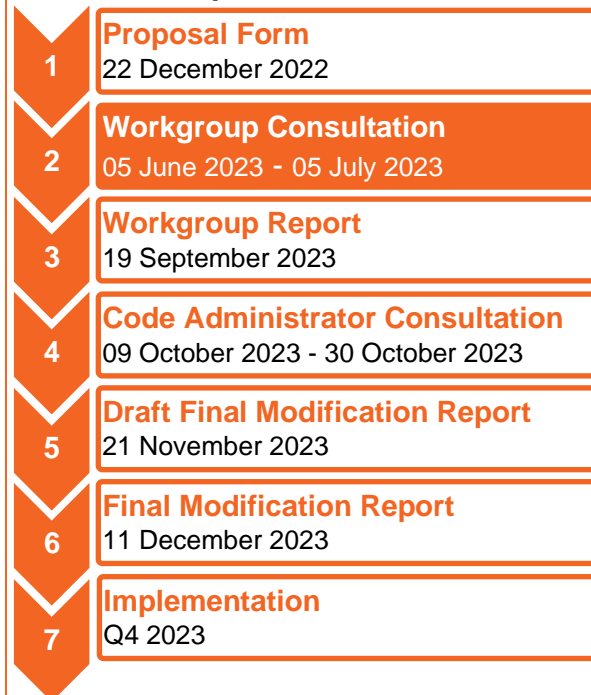 1
Proposal Form
22 December 2022
2
Workgroup Consultation
05 June 2023 - 05 July 2023
3
Workgroup Report
19 September 2023
4
Code Administrator Consultation
09 October 2023 - 30 October 2023
5
Draft Final Modification Report
21 November 2023
6
Final Modification Report
11 December 2023
7
Implementation
Q4 2023